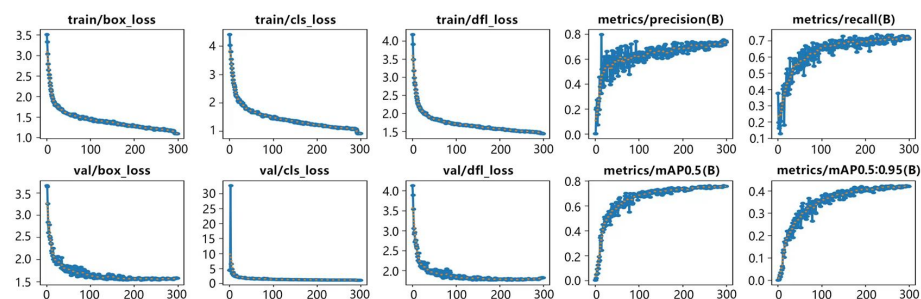 train/box_loss
train/cls_loss
train/dfl_loss
metrics/precision(B)
metrics/recall(B)
3.5
3.0
2.5
2.0
1.5
1.0
0 100 200 300
4
3
2
1
0 100 200 300
4.0
3.5
3.0
2.5
2.0
1.5
0 100 200 300
0.8
0.6
0.4
0.2
0.0
0 100 200 300
0.7
0.6
0.5
0.4
0.3
0.2
0.1
0 100 200 300
val/box_loss
val/cls_loss
val/dfl_loss
metrics/mAP0.5(B)
metrics/mAP0.5:0.95(B)
3.5
3.0
2.5
2.0
1.5
0 100 200 300
30
25
20
15
10
5
0
0 100 200 300
4.0
3.5
3.0
2.5
2.0
0 100 200 300
0.8
0.6
0.4
0.2
0.0
0 100 200 300
0.4
0.3
0.2
0.1
0.0
0 100 200 300